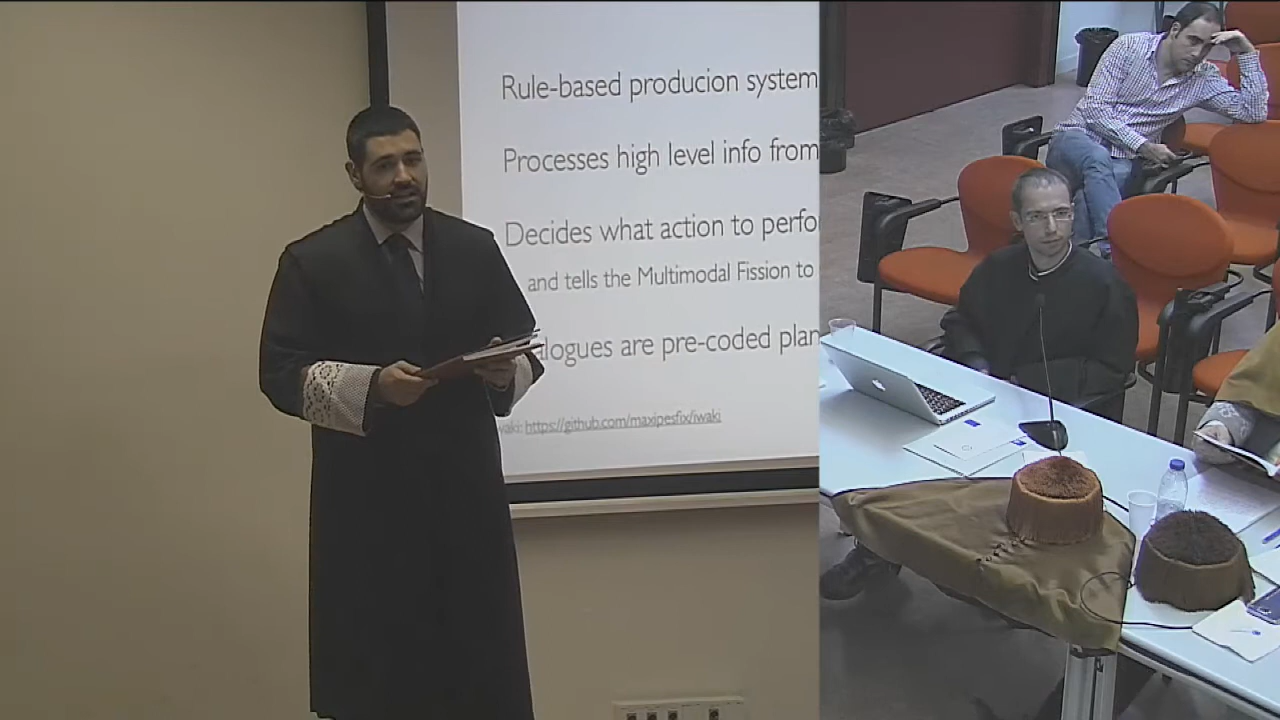 Rule-based producion system
Processes high level info from
Decides what action to perfo
and tells the Multimodal Fission to
alogues are pre-coded plan
waki: https://github.com/maxipesfix/iwaki